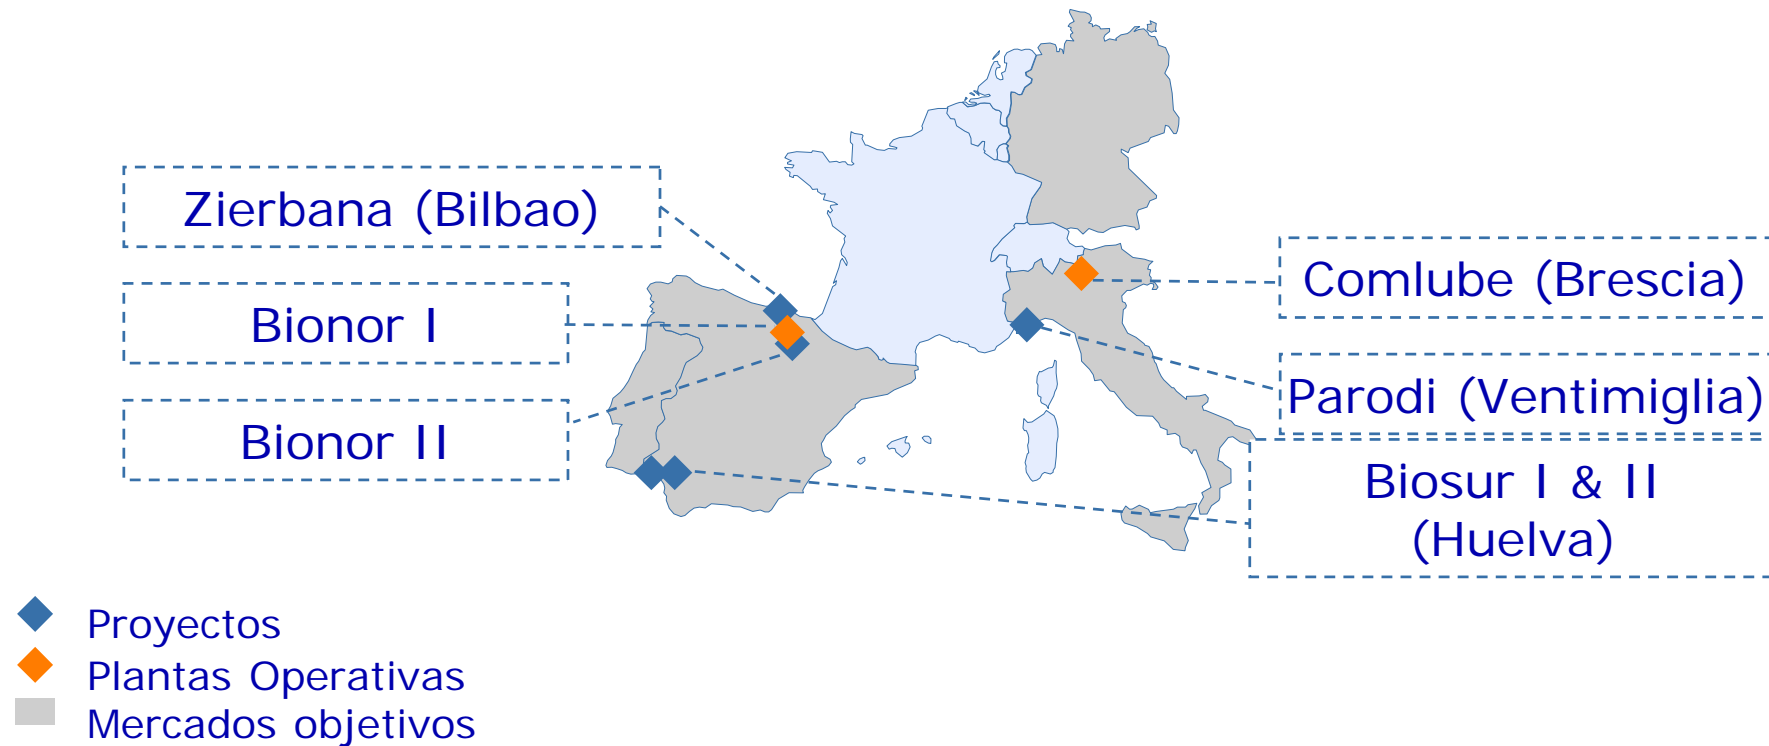 Zierbana (Bilbao)
Bionor I
Bionor II
Comlube (Brescia)
Parodi (Ventimiglia)
Biosur I & II
(Huelva)
Proyectos
Plantas Operativas
Mercados objetivos